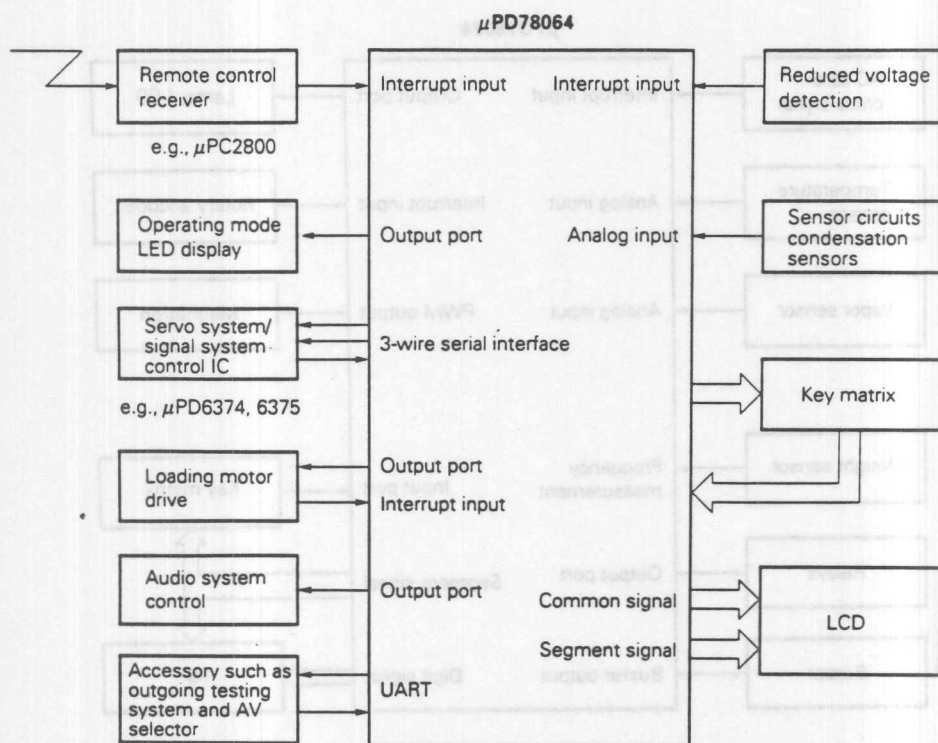 µPD78064
Remote control
receiver
e.g., µPC2800
Interrupt input
Interrupt input
Reduced voltage
detection
Operating mode
LED display
Output port
Analog input
Sensor circuits
condensation
sensors
Servo system/
signal system
control IC
e.g., µPD6374, 6375
3-wire serial interface
Key matrix
Loading motor
drive
Output port
Interrupt input
Audio system
control
Output port
Common signal
Segment signal
LCD
Accessory such as
outgoing testing
system and AV
selector
UART